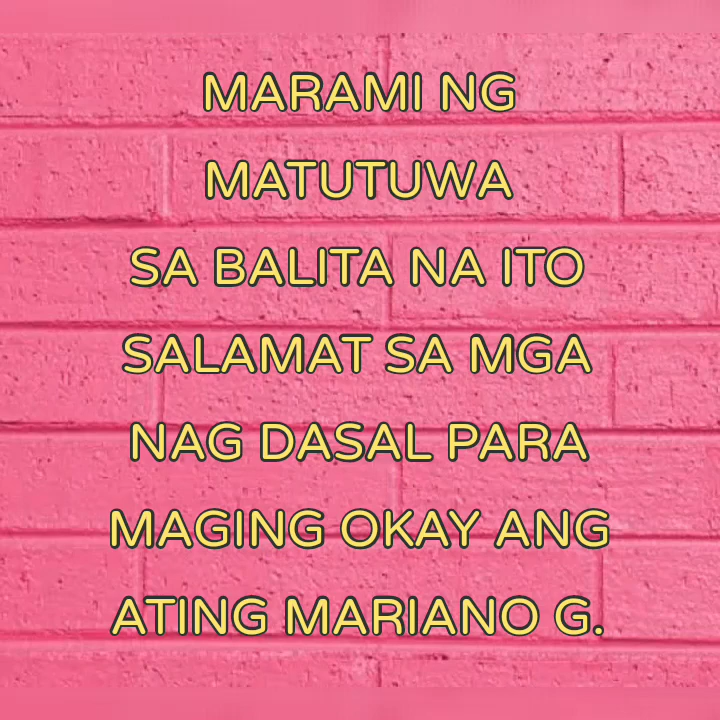 MARAMI NG
MATUTUWA
SA BALITA NA ITO
SALAMAT SA MGA
NAG DASAL PARA
MAGING OKAY ANG
ATING MARIANO G.